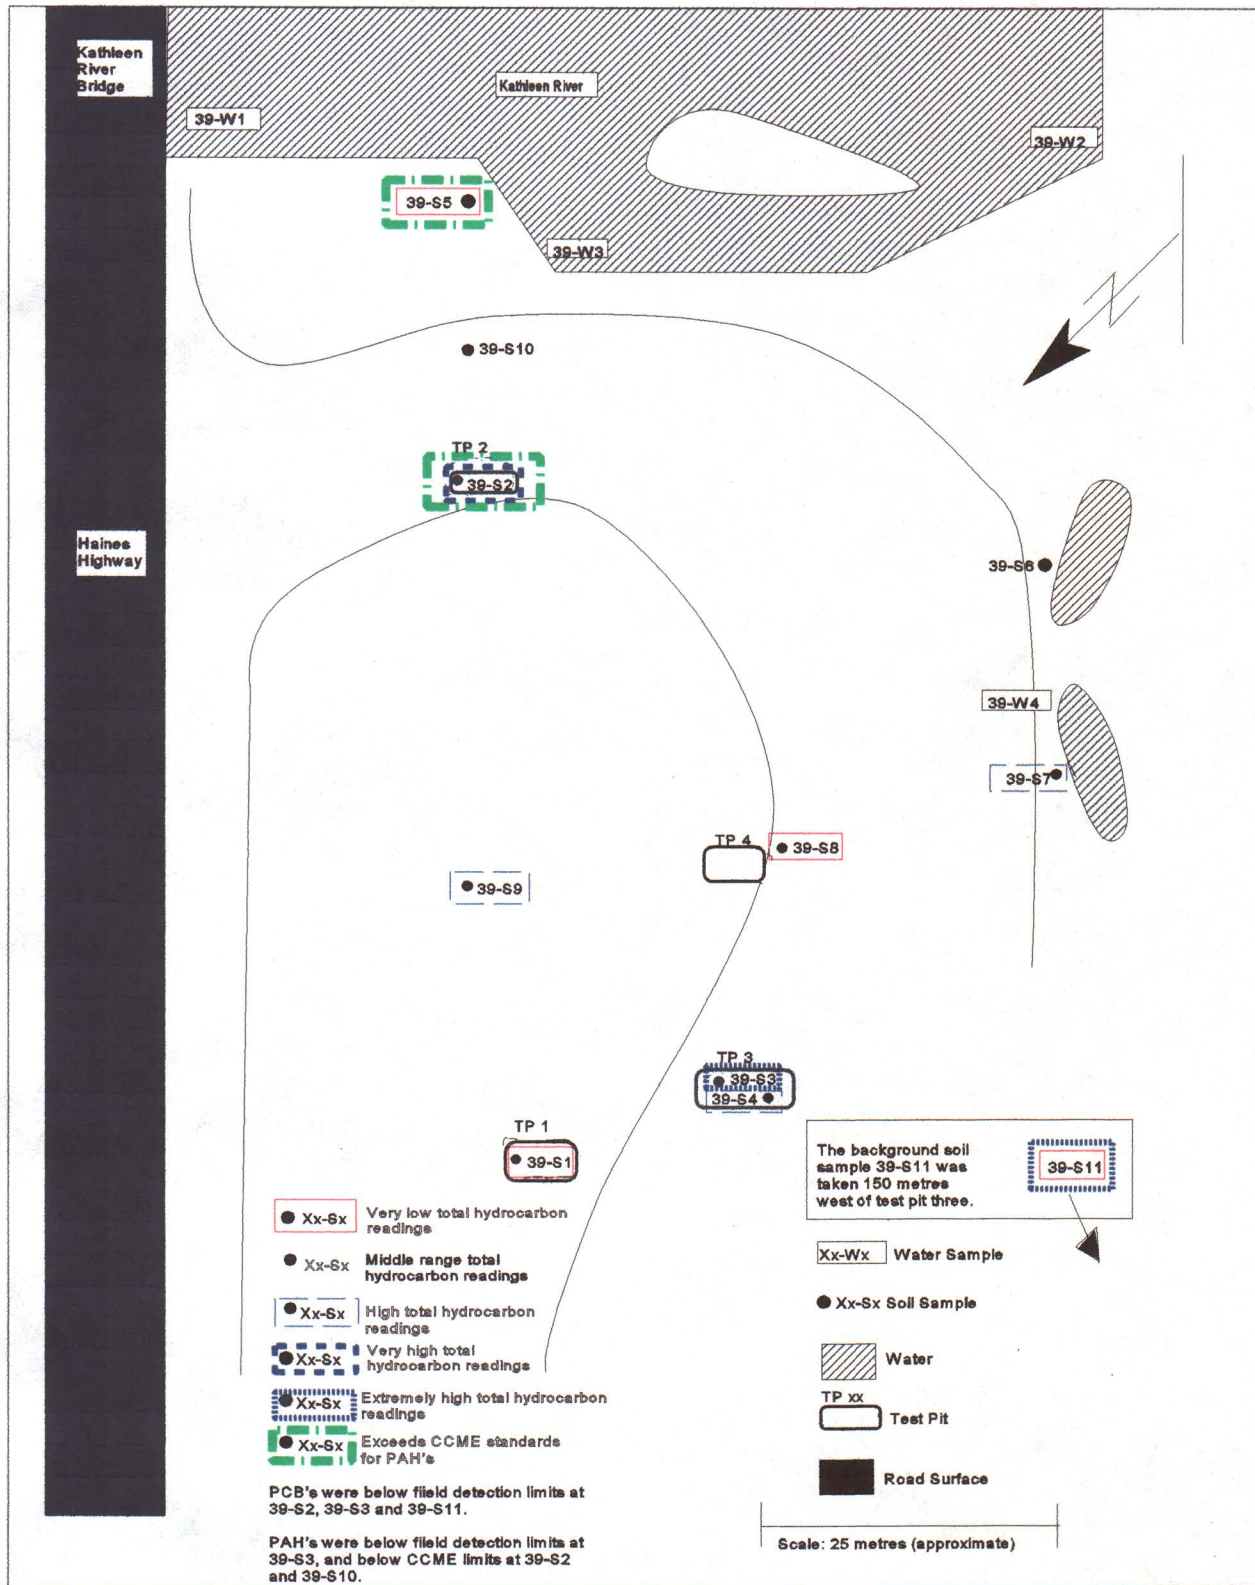 Kathleen
River
Bridge
Kathleen River
39-W1
39-W2
39-S5
39-W3
39-S10
TP 2
39-S2
Haines
Highway
39-S6
39-W4
39-S7
TP 4
39-S8
39-S9
TP 3
39-S3
39-S4
TP 1
39-S1
The background soil
sample 39-S11 was
taken 150 metres
west of test pit three.
39-S11
Xx-Sx Very low total hydrocarbon
readings
Xx-Sx Middle range total
hydrocarbon readings
Xx-Sx High total hydrocarbon
readings
Xx-Sx Very high total
hydrocarbon readings
Xx-Sx Extremely high total hydrocarbon
readings
Xx-Sx Exceeds CCME standards
for PAH's
PCB's were below fiield detection limits at
39-S2, 39-S3 and 39-S11.
PAH's were below fiield detection limits at
39-S3, and below CCME limits at 39-S2
and 39-S10.
Xx-Wx Water Sample
Xx-Sx Soil Sample
Water
TP xx
Test Pit
Road Surface
Scale: 25 metres (approximate)